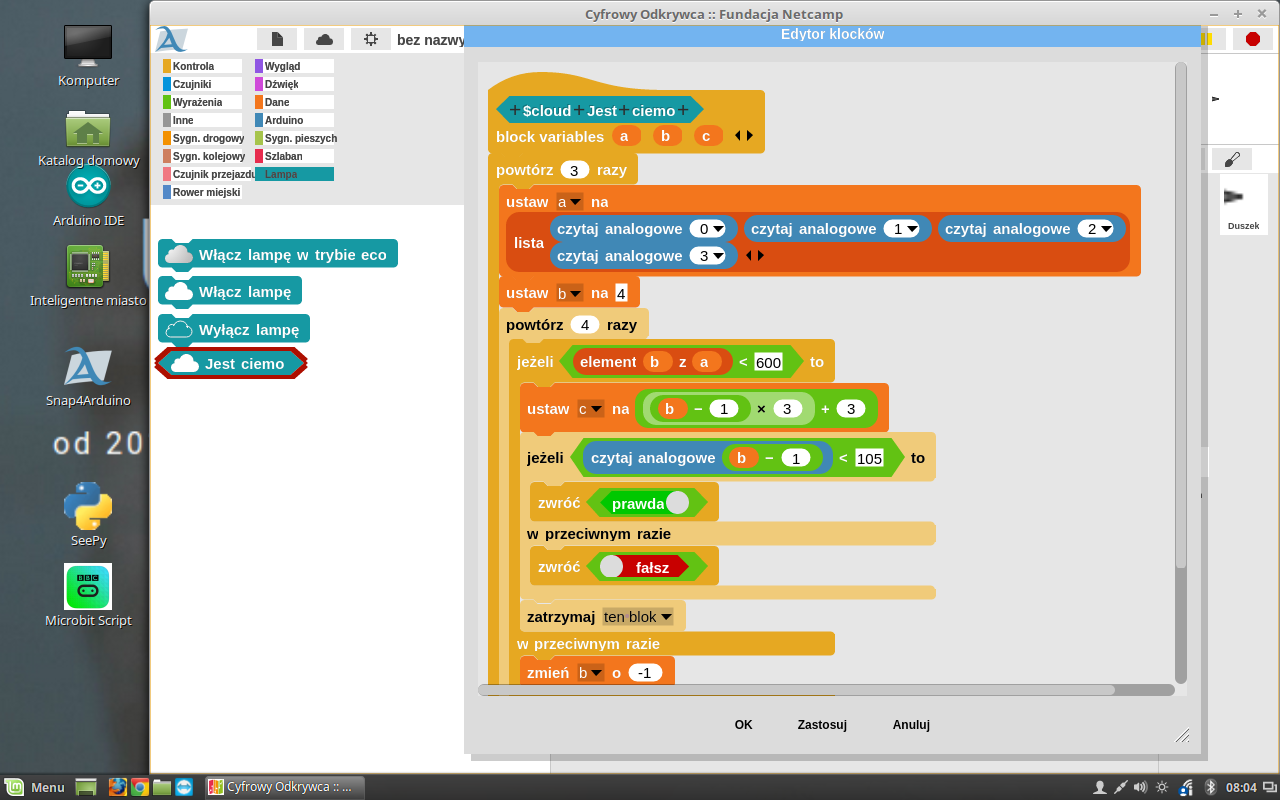 Cyfrowy Odkrywca :: Fundacja Netcamp
Komputer
Katalog domowy
Arduino IDE
Inteligentne miasto
Snap4Arduino
od 20
SeePy
BBC
Microbit Script
bez nazwy
Kontrola Wygląd
Czujniki Dźwięk
Wyrażenia Dane
Inne Arduino
Sygn. drogowy Sygn. pieszych
Sygn. kolejowy Szlaban
Czujnik przejazdu Lampa
Rower miejski
Włącz lampę w trybie eco
Włącz lampę
Wyłącz lampę
Jest ciemo
Edytor klocków
+ $cloud + Jest + ciemo +
block variables a b c
powtórz 3 razy
ustaw a na
lista czytaj analogowe 0 czytaj analogowe 1 czytaj analogowe 2
czytaj analogowe 3
ustaw b na 4
powtórz 4 razy
jeżeli element b z a < 600 to
ustaw c na b − 1 × 3 + 3
jeżeli czytaj analogowe b − 1 < 105 to
zwróć prawda
w przeciwnym razie
zwróć fałsz
zatrzymaj ten blok
w przeciwnym razie
zmień b o -1
OK Zastosuj Anuluj
Duszek
Menu
Cyfrowy Odkrywca :: ...
08:04